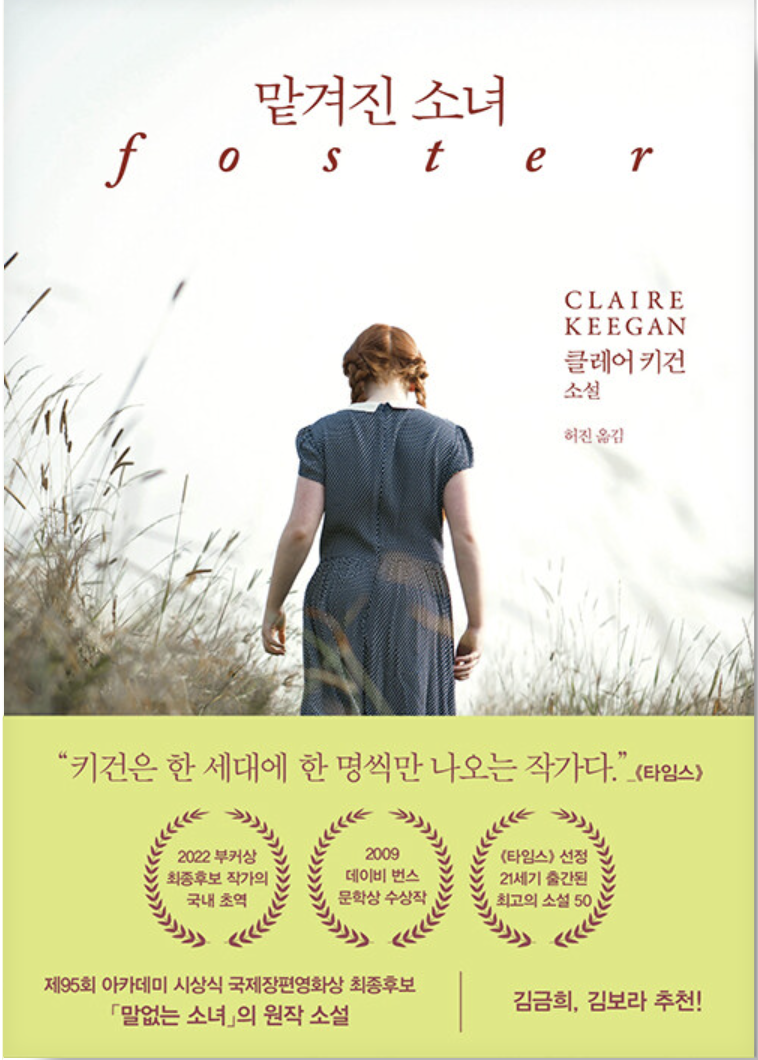 맡겨진 소녀
foster
CLAIRE
KEEGAN
클레어 키건
소설
허진 옮김
“키건은 한 세대에 한 명씩만 나오는 작가다.”_《타임스》
2022 부커상
최종후보 작가의
국내 초역
2009
데이비 번스
문학상 수상작
《타임스》 선정
21세기 출간된
최고의 소설 50
제95회 아카데미 시상식 국제장편영화상 최종후보
「말없는 소녀」의 원작 소설
김금희, 김보라 추천!